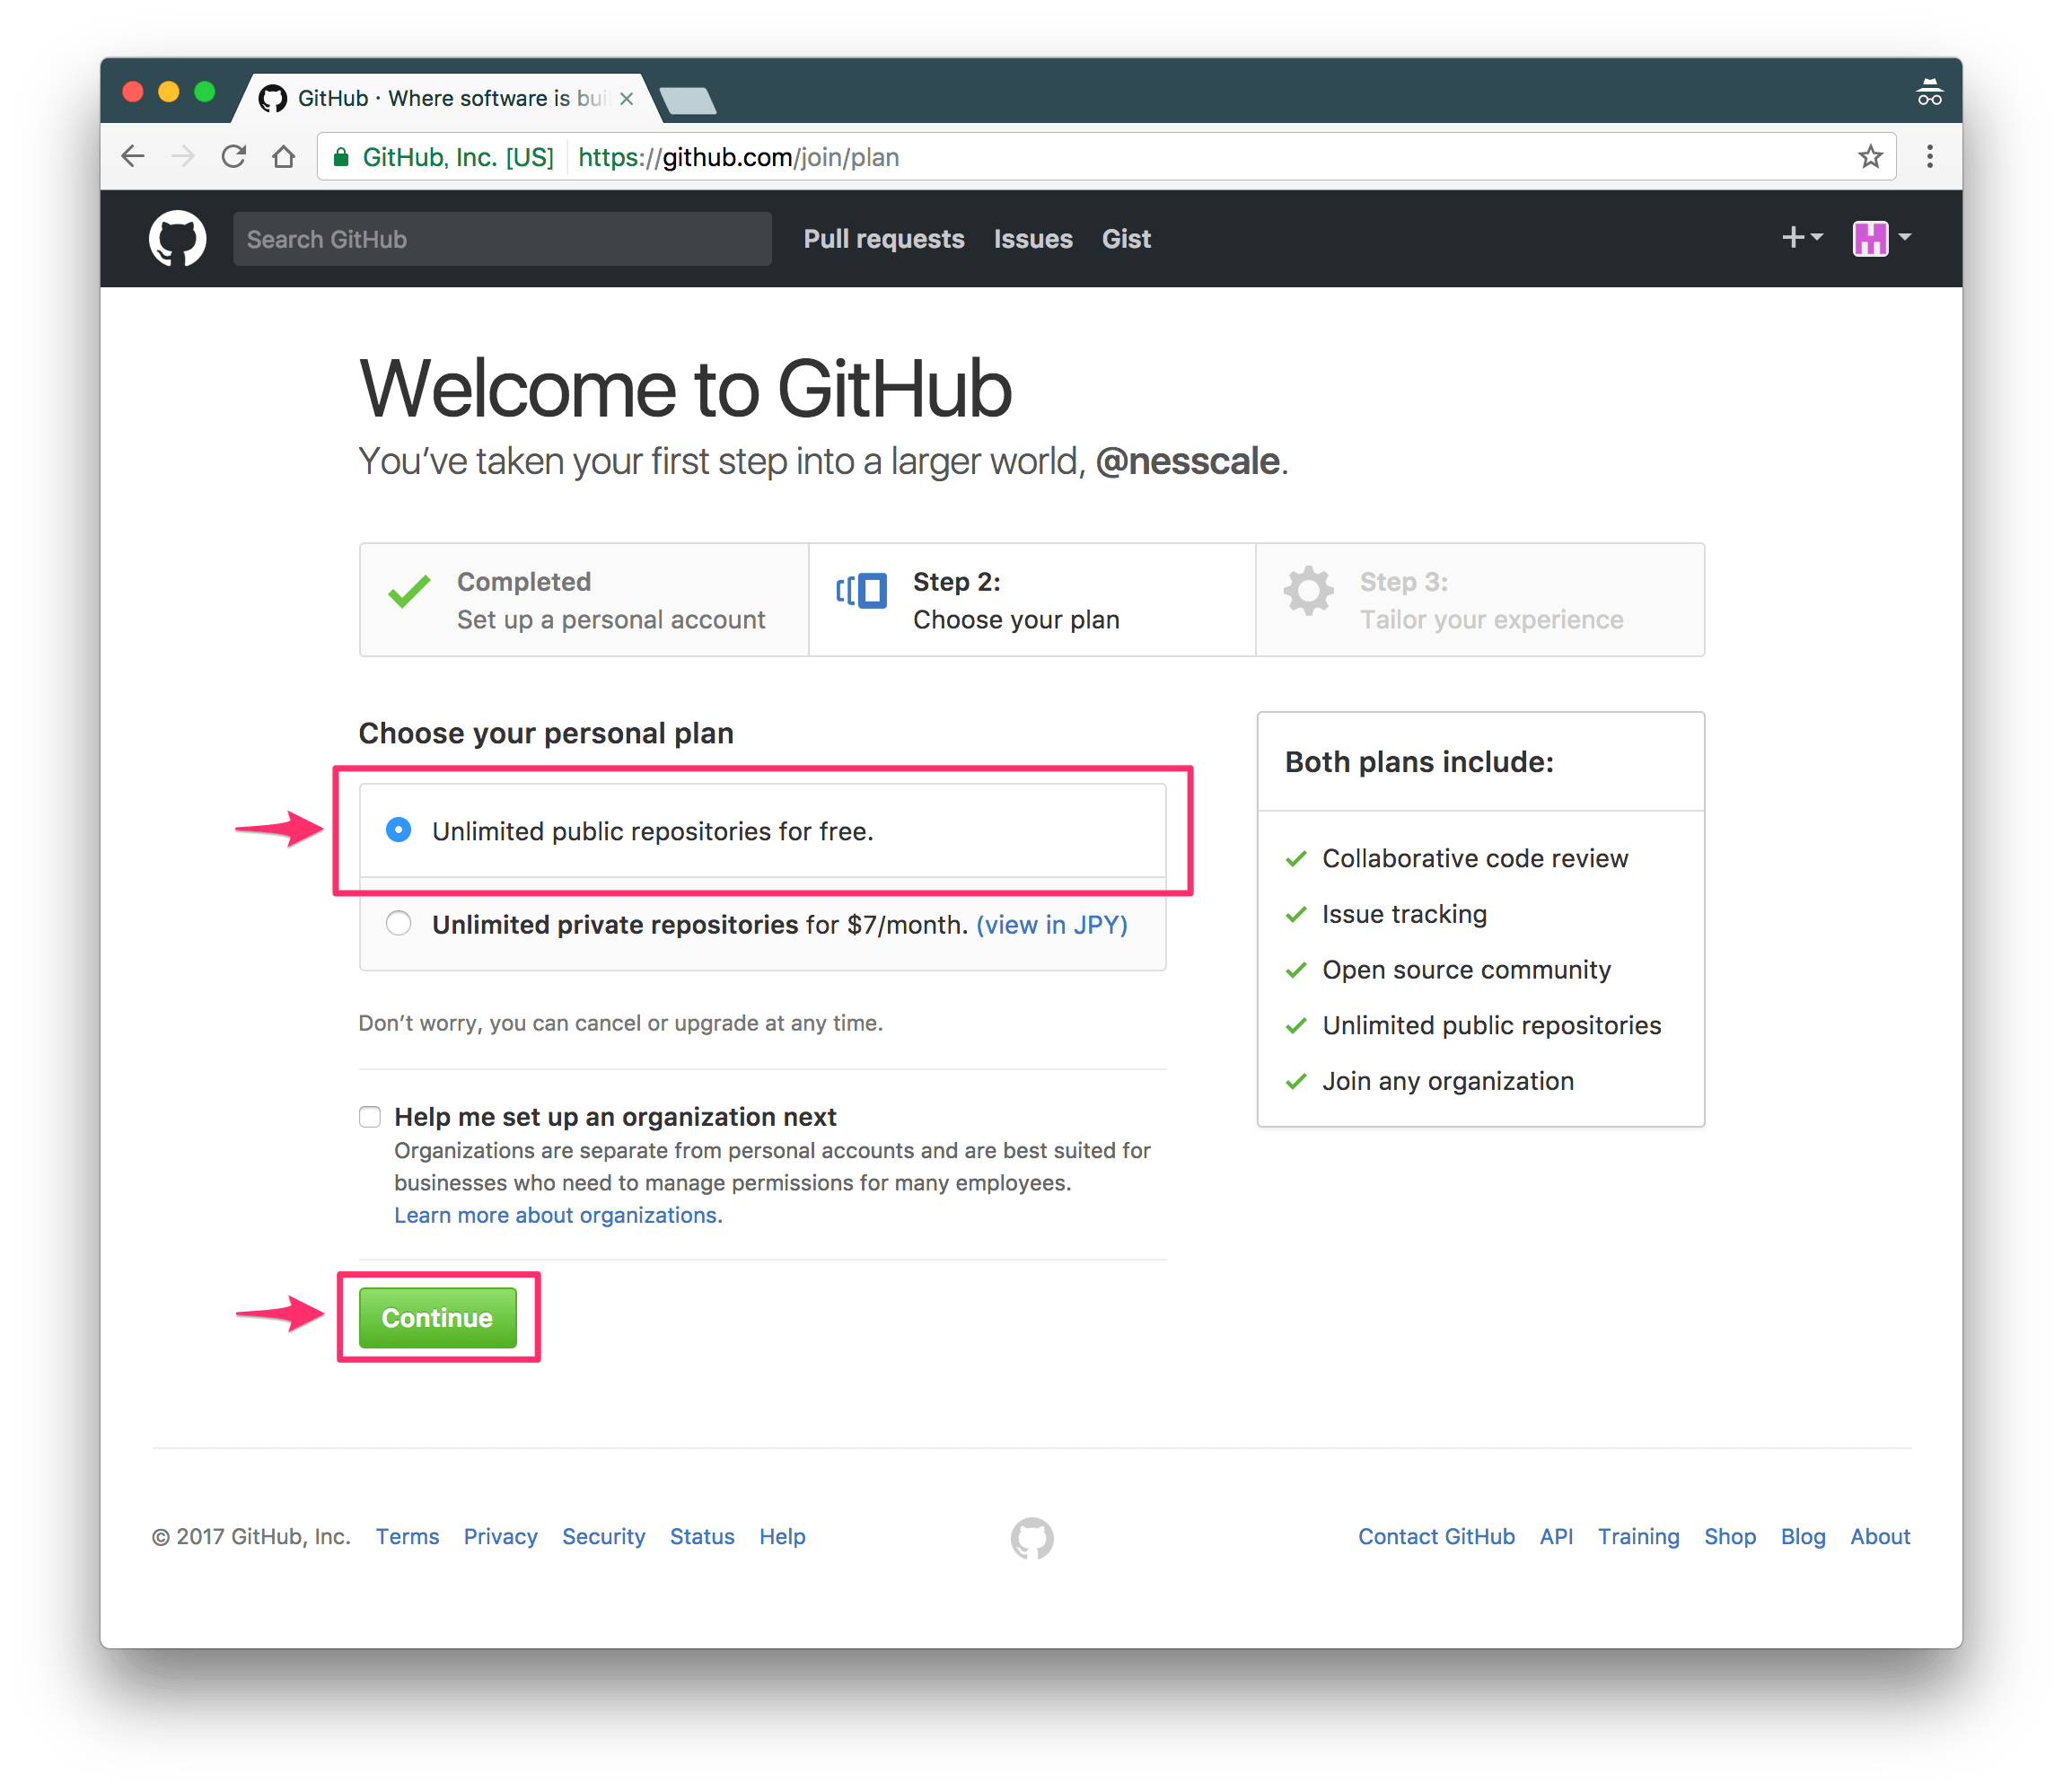 GitHub · Where software is bui
GitHub, Inc. [US] https://github.com/join/plan
Search GitHub Pull requests Issues Gist
Welcome to GitHub
You’ve taken your first step into a larger world, @nesscale.
Completed
Set up a personal account
Step 2:
Choose your plan
Step 3:
Tailor your experience
Choose your personal plan
Unlimited public repositories for free.
Unlimited private repositories for $7/month. (view in JPY)
Don’t worry, you can cancel or upgrade at any time.
Help me set up an organization next
Organizations are separate from personal accounts and are best suited for
businesses who need to manage permissions for many employees.
Learn more about organizations.
Continue
Both plans include:
Collaborative code review
Issue tracking
Open source community
Unlimited public repositories
Join any organization
© 2017 GitHub, Inc. Terms Privacy Security Status Help Contact GitHub API Training Shop Blog About